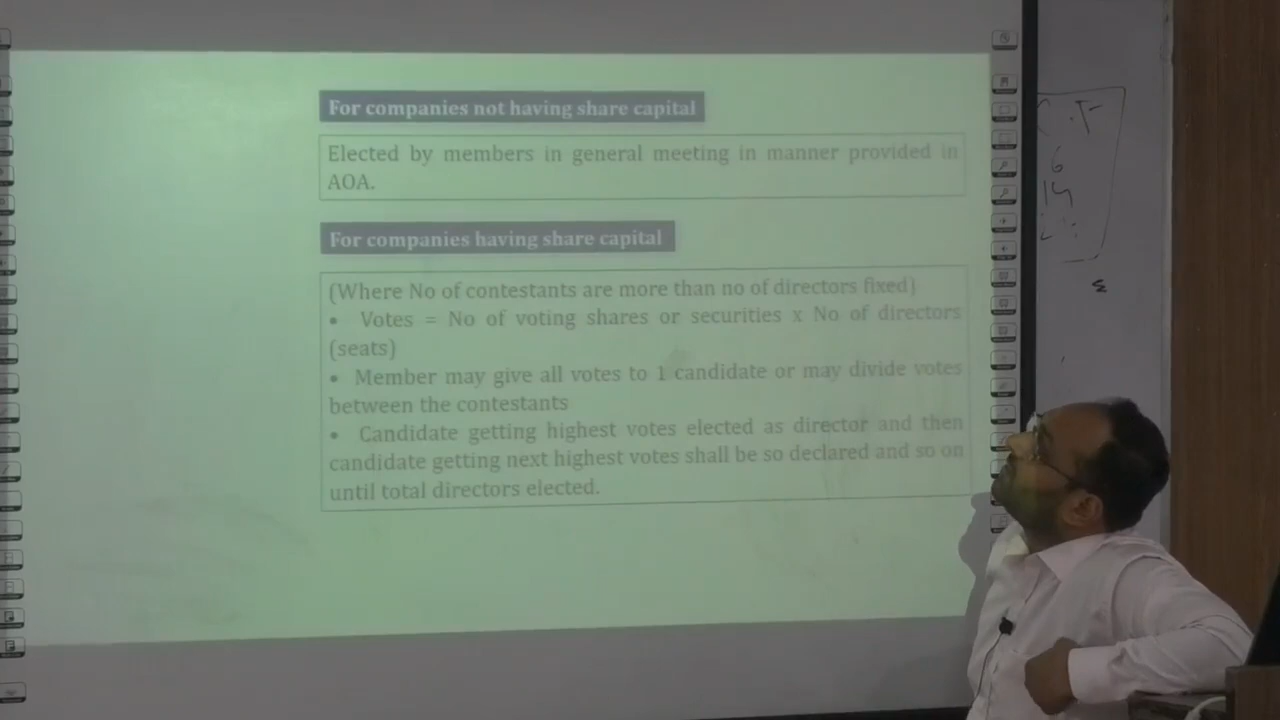 For companies not having share capital
Elected by members in general meeting in manner provided in
AOA.
For companies having share capital
(Where No of contestants are more than no of directors fixed)
• Votes = No of voting shares or securities x No of directors
(seats)
• Member may give all votes to 1 candidate or may divide votes
between the contestants
• Candidate getting highest votes elected as director and then
candidate getting next highest votes shall be so declared and so on
until total directors elected.
6